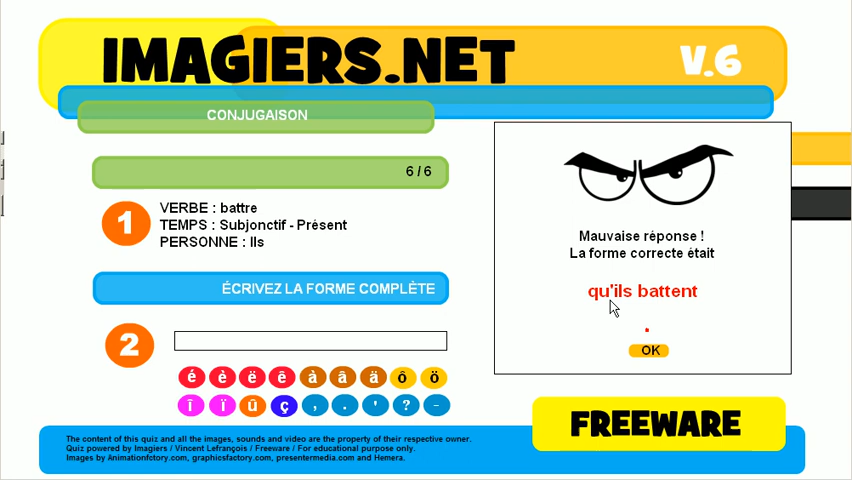 IMAGIERS.NET
V.6
CONJUGAISON
6 / 6
1
VERBE : battre
TEMPS : Subjonctif - Présent
PERSONNE : Ils
ÉCRIVEZ LA FORME COMPLÈTE
2
é è ë ê à â ä ô ö
î ï û ç , . ' ? -
Mauvaise réponse !
La forme correcte était
qu'ils battent
.
OK
FREEWARE
The content of this quiz and all the images, sounds and video are the property of their respective owner.
Quiz powered by Imagiers / Vincent Lefrançois / Freeware / For educational purpose only.
Images by Animationfctory.com, graphicsfactory.com, presentermedia.com and Hemera.